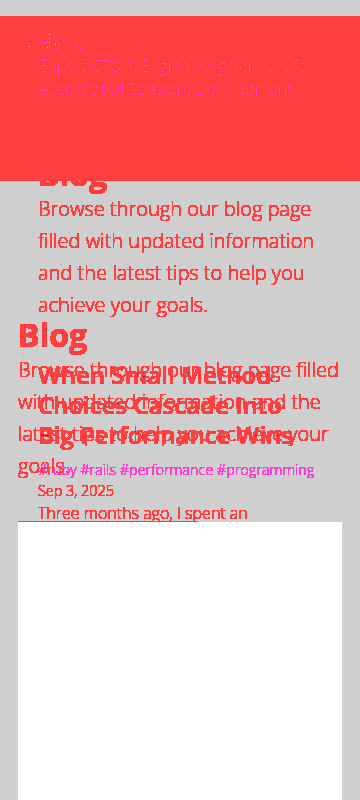 Expert CTO & Engineering Services for
Accelerated Software Development
Blog
Browse through our blog page
filled with updated information
and the latest tips to help you
achieve your goals.
Blog
Browse through our blog page filled
with updated information and the
latest tips to help you achieve your
goals.
When Small Method
Choices Cascade Into
Big Performance Wins
#ruby #rails #performance #programming
Sep 3, 2025
Three months ago, I spent an